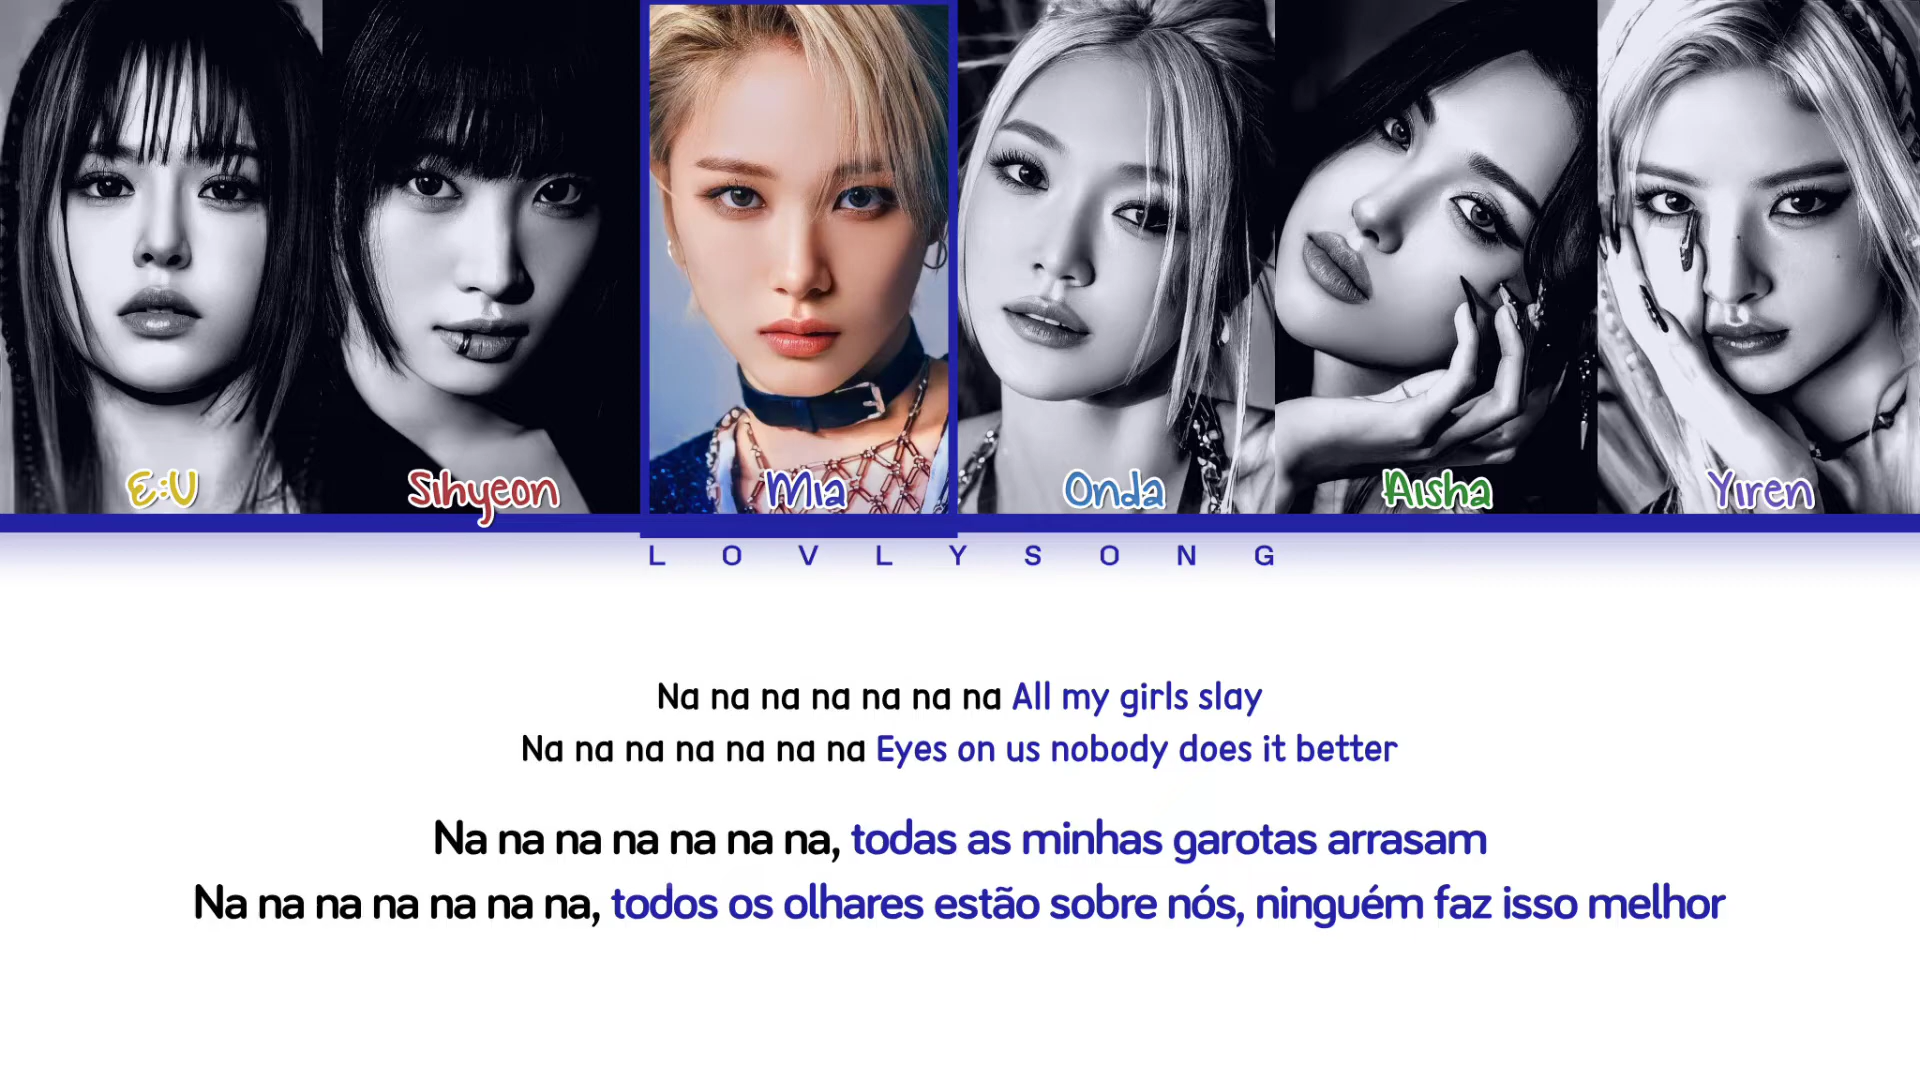 E:U
Sihyeon
Mia
Onda
Aisha
Yiren
LOVLYSONG
Na na na na na na na All my girls slay
Na na na na na na na Eyes on us nobody does it better
Na na na na na na na, todas as minhas garotas arrasam
Na na na na na na na, todos os olhares estão sobre nós, ninguém faz isso melhor